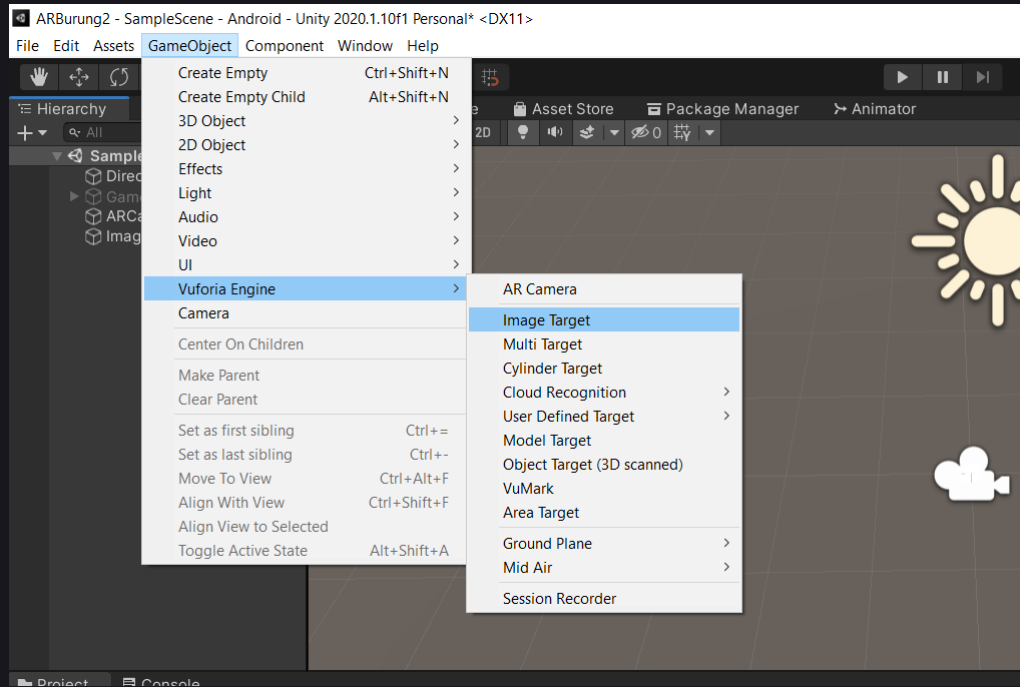 ARBurung2 - SampleScene - Android - Unity 2020.1.10f1 Personal* <DX11>
File Edit Assets GameObject Component Window Help
Hierarchy
Asset Store
Package Manager
Animator
All
2D
0
Sample
Direc
Gam
ARCa
Imag
Create Empty Ctrl+Shift+N
Create Empty Child Alt+Shift+N
3D Object
2D Object
Effects
Light
Audio
Video
UI
Vuforia Engine
Camera
Center On Children
Make Parent
Clear Parent
Set as first sibling Ctrl+=
Set as last sibling Ctrl+-
Move To View Ctrl+Alt+F
Align With View Ctrl+Shift+F
Align View to Selected
Toggle Active State Alt+Shift+A
AR Camera
Image Target
Multi Target
Cylinder Target
Cloud Recognition
User Defined Target
Model Target
Object Target (3D scanned)
VuMark
Area Target
Ground Plane
Mid Air
Session Recorder
Project
Console